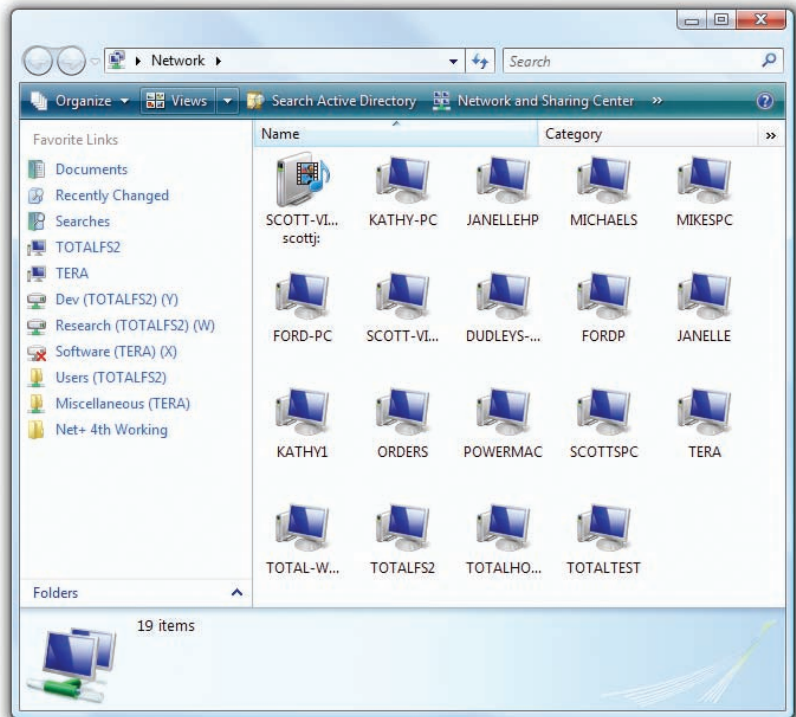 Network
Search
Organize Views Search Active Directory Network and Sharing Center »
Favorite Links
Documents
Recently Changed
Searches
TOTALFS2
TERA
Dev (TOTALFS2) (Y)
Research (TOTALFS2) (W)
Software (TERA) (X)
Users (TOTALFS2)
Miscellaneous (TERA)
Net+ 4th Working
Folders
Name Category »
SCOTT-VI... KATHY-PC JANELLEHP MICHAELS MIKESPC
scottj:
FORD-PC SCOTT-VI... DUDLEYS-... FORDP JANELLE
KATHY1 ORDERS POWERMAC SCOTTSPC TERA
TOTAL-W... TOTALFS2 TOTALHO... TOTALTEST
19 items